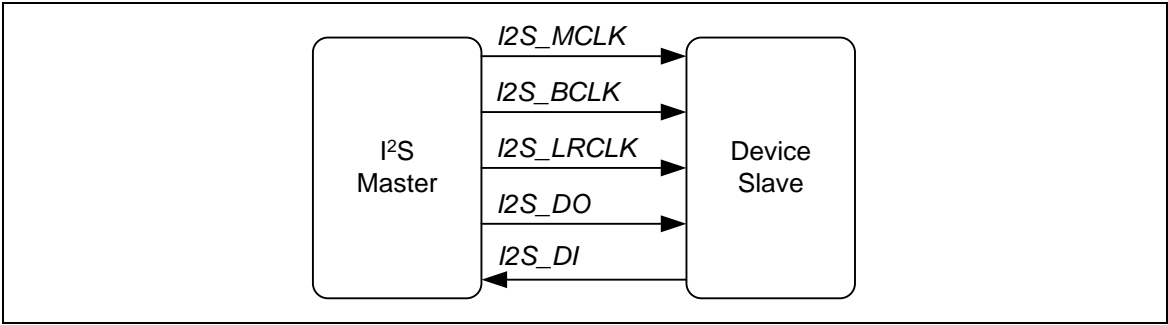 I2S_MCLK
I2S_BCLK
I2S_LRCLK
I2S_DO
I2S_DI
I²S
Master
Device
Slave